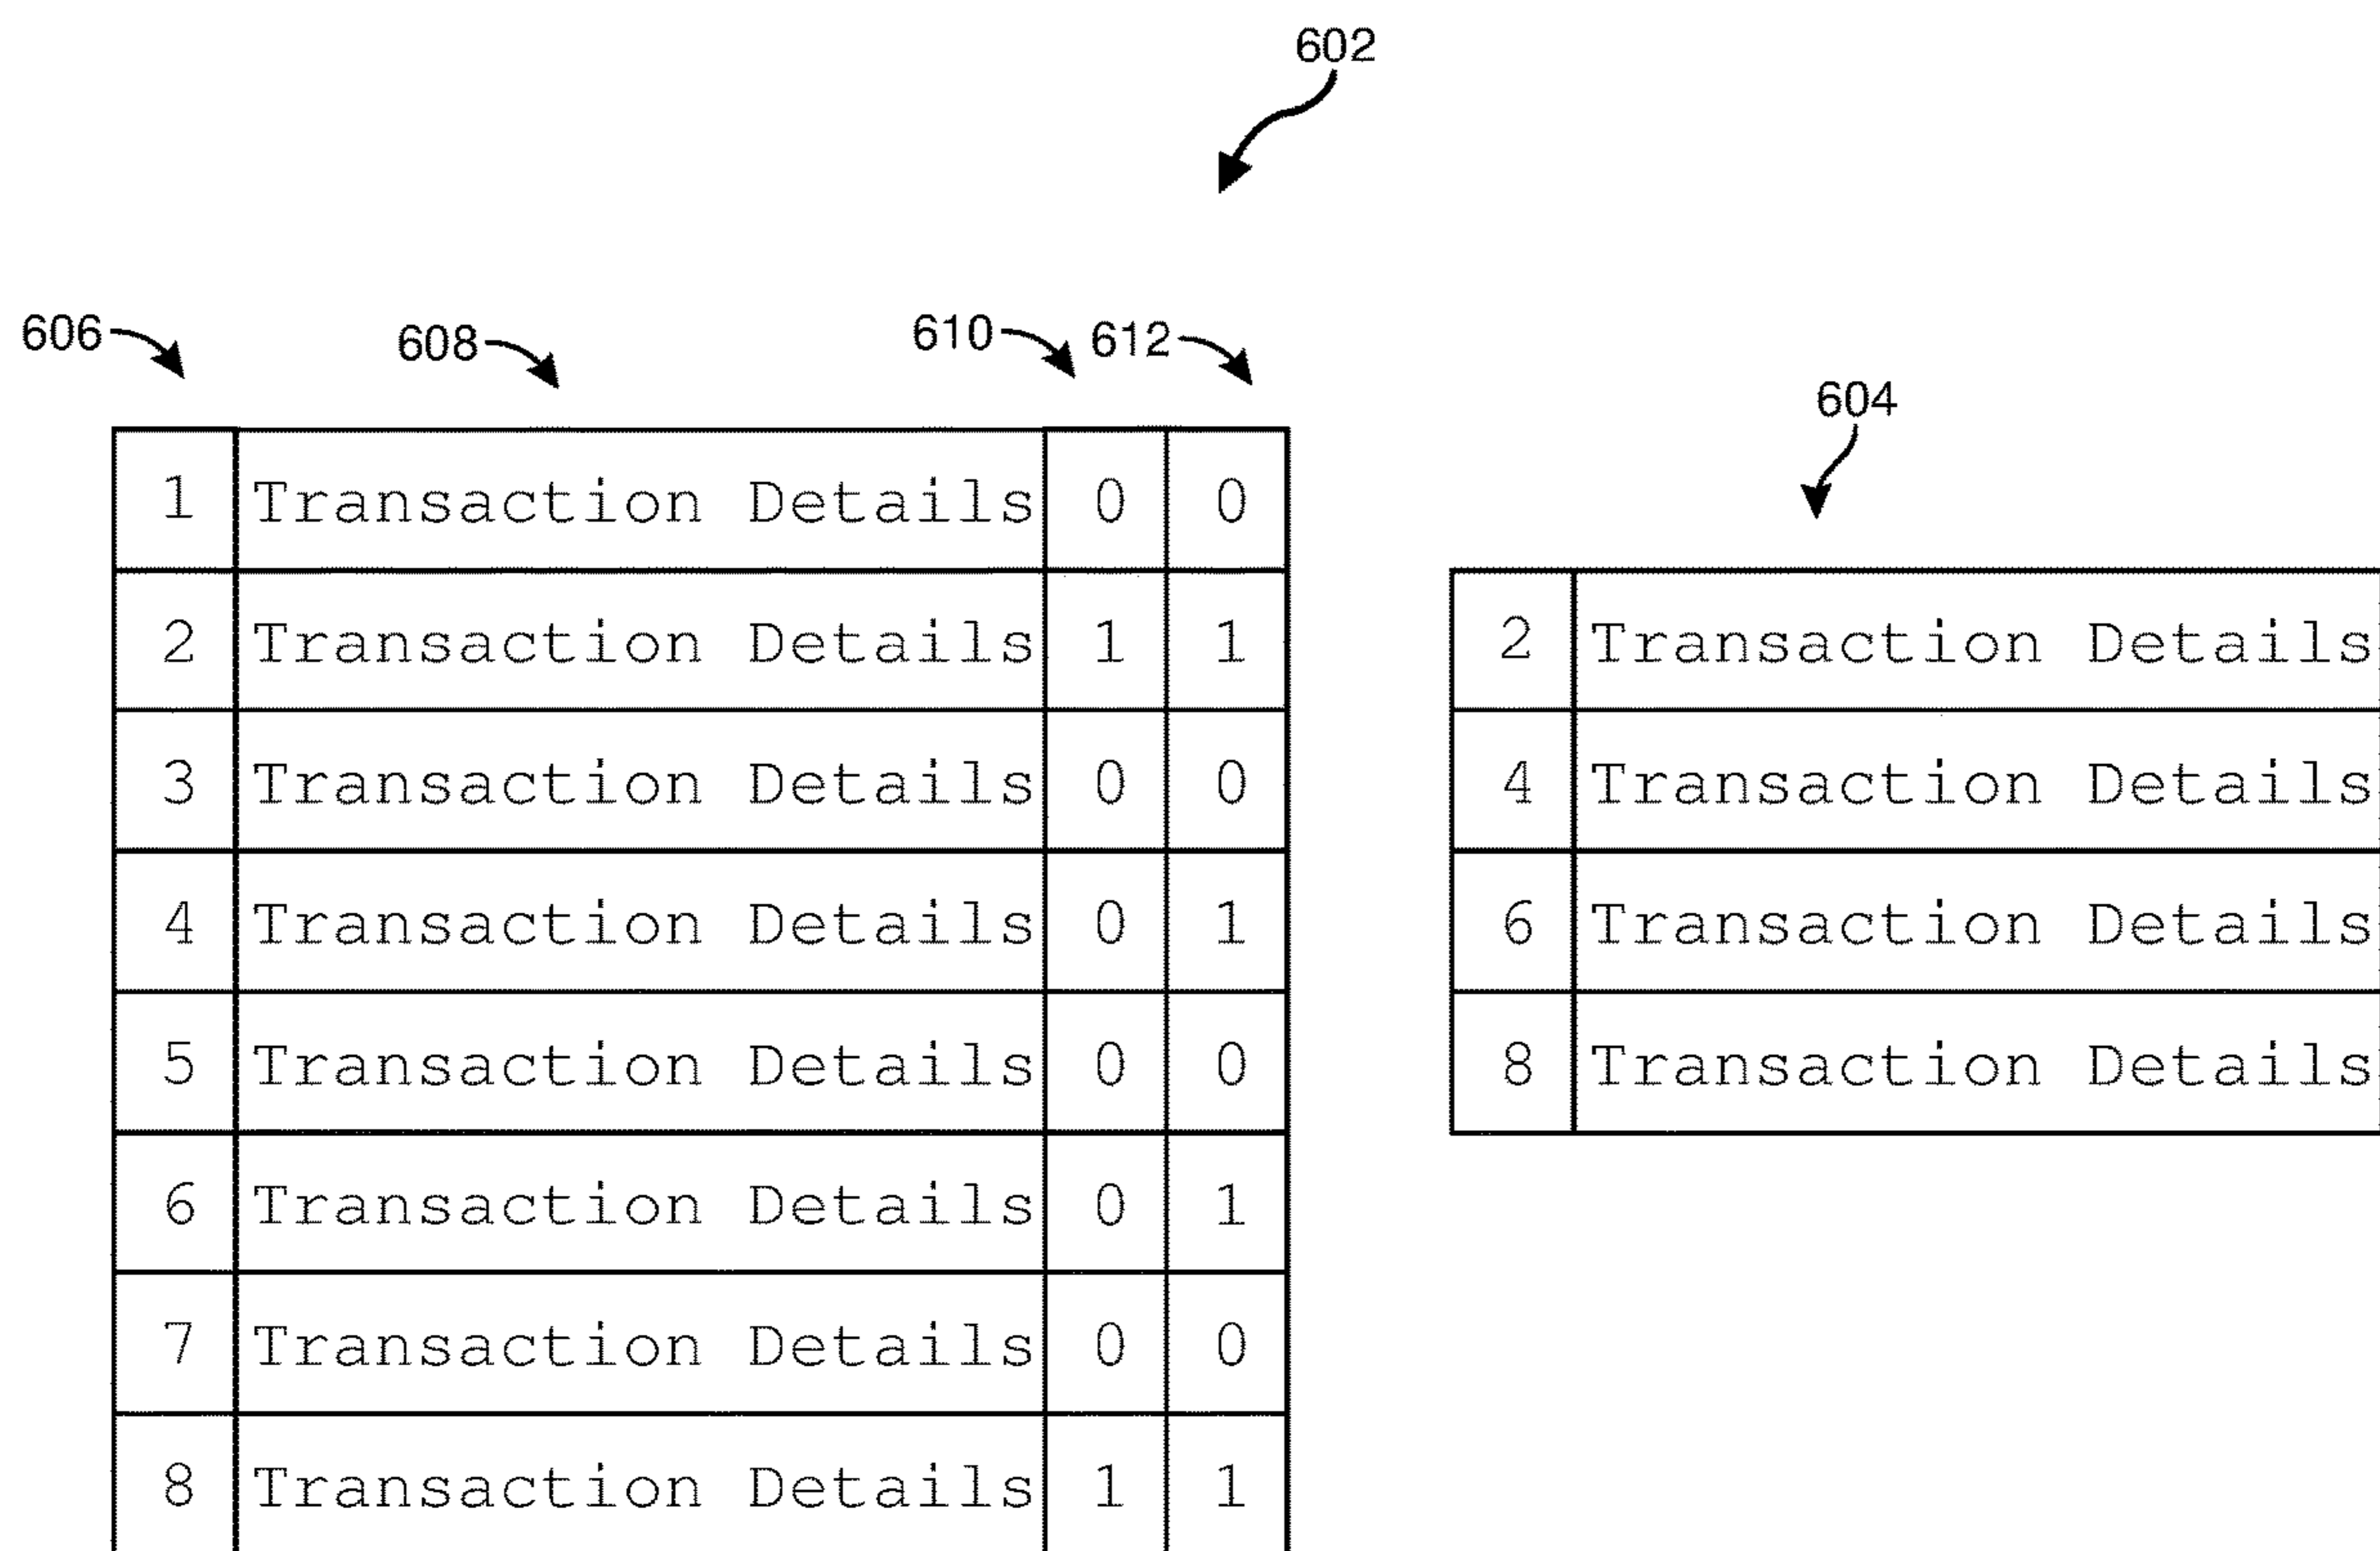 602
606
608
610
612
604
1 Transaction Details 0 0
2 Transaction Details 1 1
3 Transaction Details 0 0
4 Transaction Details 0 1
5 Transaction Details 0 0
6 Transaction Details 0 1
7 Transaction Details 0 0
8 Transaction Details 1 1
2 Transaction Details
4 Transaction Details
6 Transaction Details
8 Transaction Details